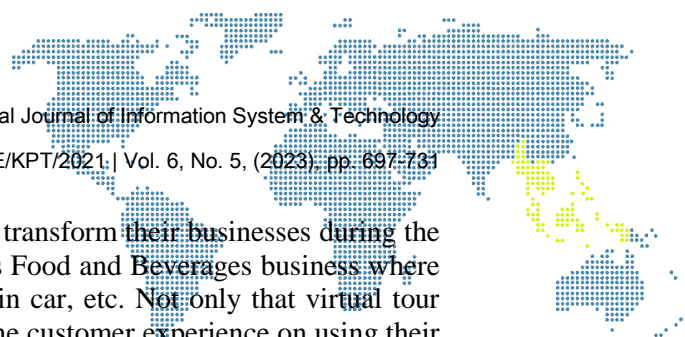 al Journal of Information System & Technology
E/KPT/2021 | Vol. 6, No. 5, (2023), pp. 697-731
transform their businesses during the
s Food and Beverages business where
in car, etc. Not only that virtual tour
ne customer experience on using their